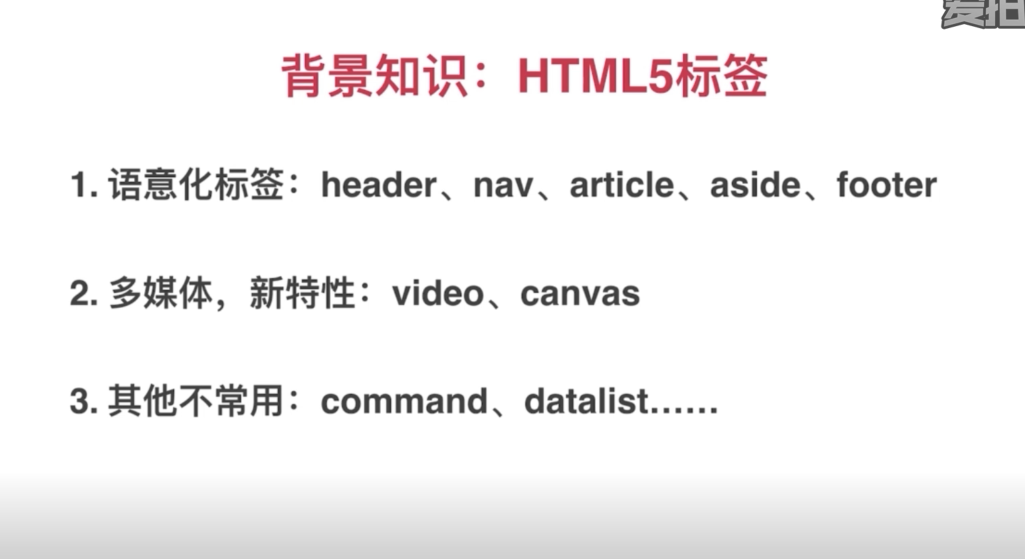 爱拍
背景知识：HTML5标签
1. 语意化标签：header、nav、article、aside、footer
2. 多媒体，新特性：video、canvas
3. 其他不常用：command、datalist……